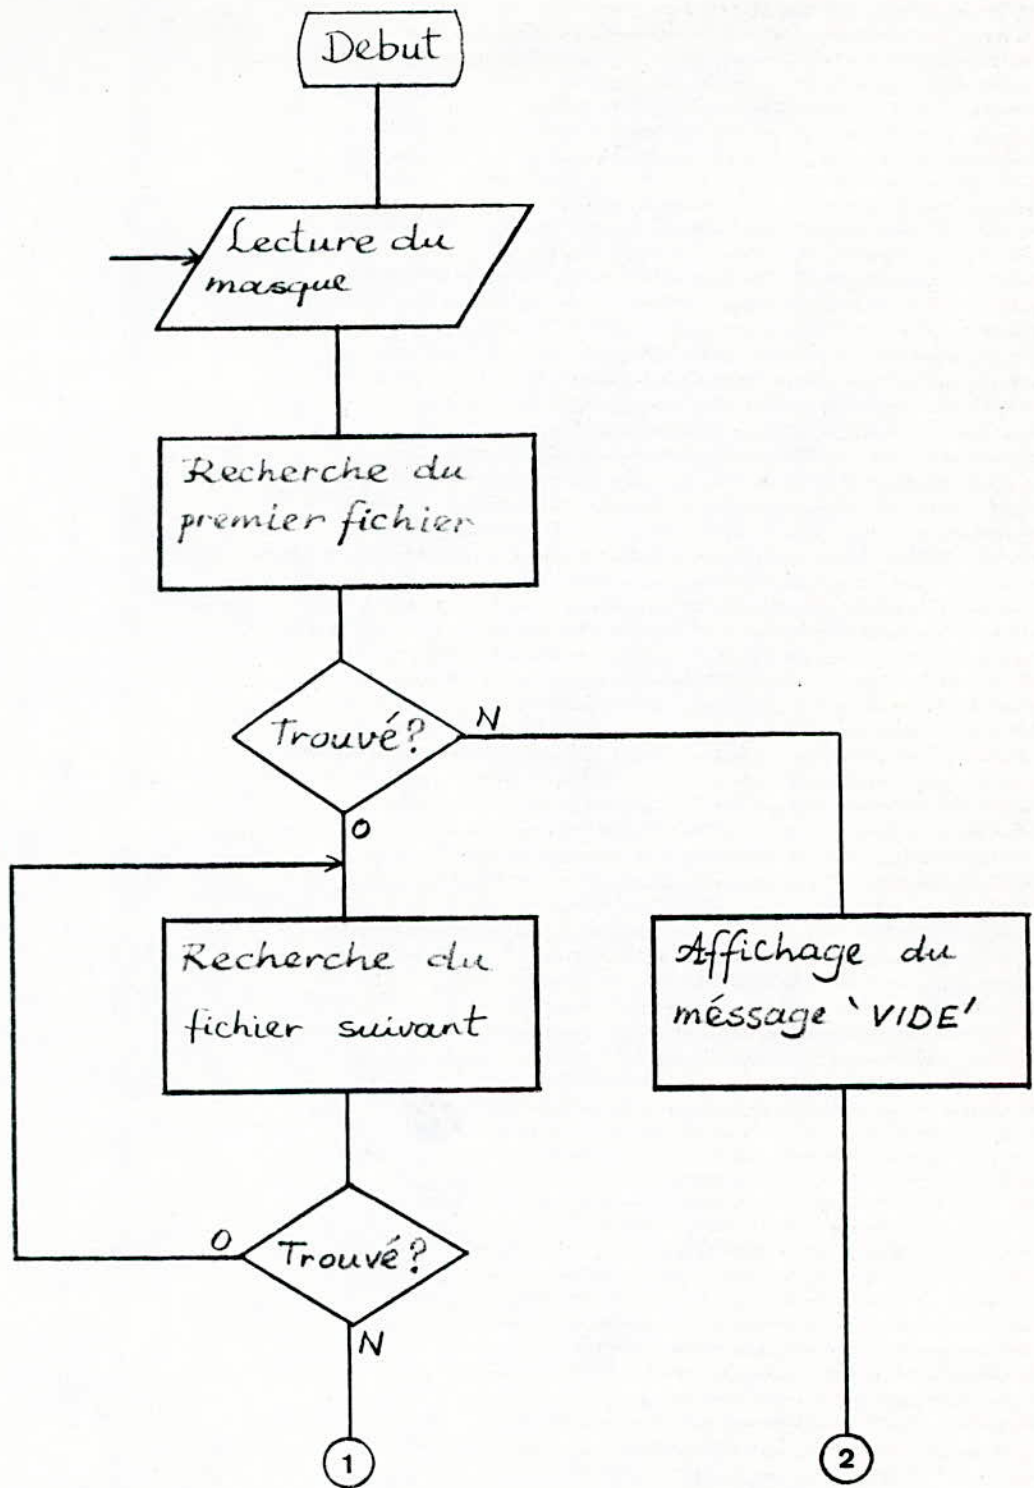 Debut
Lecture du
masque
Recherche du
premier fichier
Trouvé?
N
O
Recherche du
fichier suivant
Affichage du
méssage 'VIDE'
O
Trouvé?
N
1
2